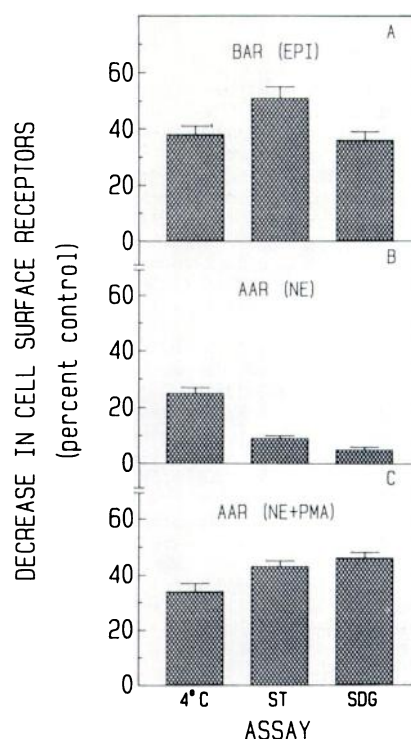 A
BAR (EPI)
60
40
20
0
B
AAR (NE)
60
40
20
0
C
AAR (NE+PMA)
60
40
20
0
4°C ST SDG
ASSAY
DECREASE IN CELL SURFACE RECEPTORS
(percent control)